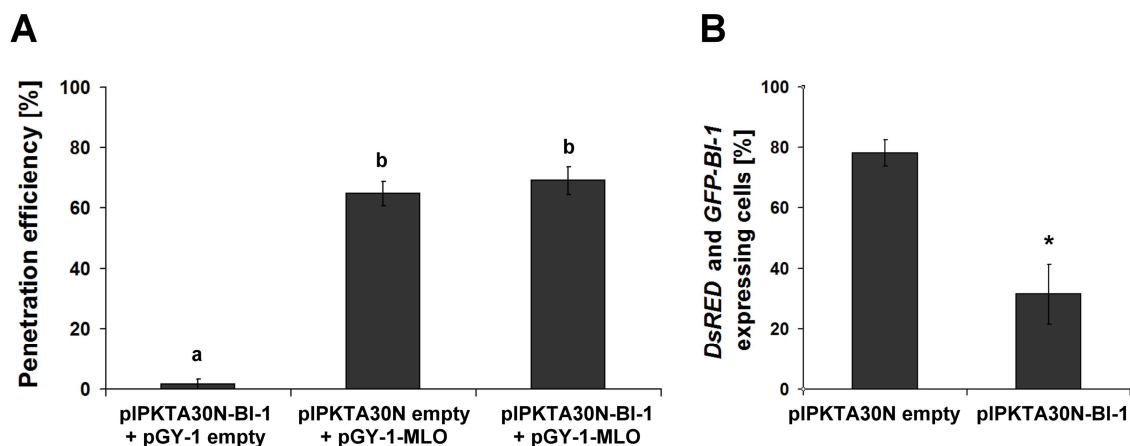 A
Penetration efficiency [%]
100
80
60
40
20
0
a
b
b
pIPKTA30N-BI-1
+ pGY-1 empty
pIPKTA30N empty
+ pGY-1-MLO
pIPKTA30N-BI-1
+ pGY-1-MLO
B
DsRED and GFP-BI-1
expressing cells [%]
100
80
60
40
20
0
*
pIPKTA30N empty
pIPKTA30N-BI-1